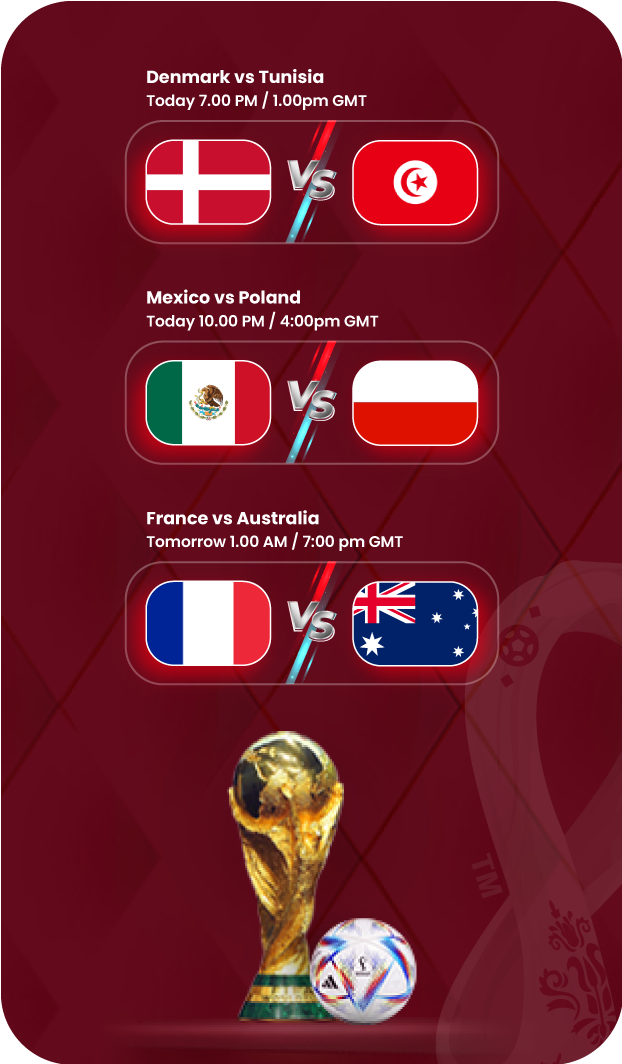 Denmark vs Tunisia
Today 7.00 PM / 1.00pm GMT
VS
Mexico vs Poland
Today 10.00 PM / 4:00pm GMT
VS
France vs Australia
Tomorrow 1.00 AM / 7:00 pm GMT
VS
TM